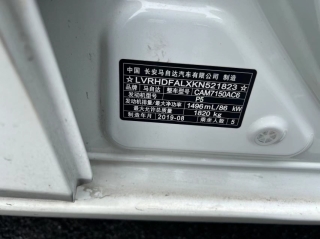 中国 长安马自达汽车有限公司 制造
☆LVRHDFALXKN521823☆
品牌 马自达 整车型号 CAM7150AC6
发动机型号 P5
发动机排量/最大净功率 1496mL/86 kW
最大允许总质量 1820 kg
制造年月 2019-08 乘坐人数 5